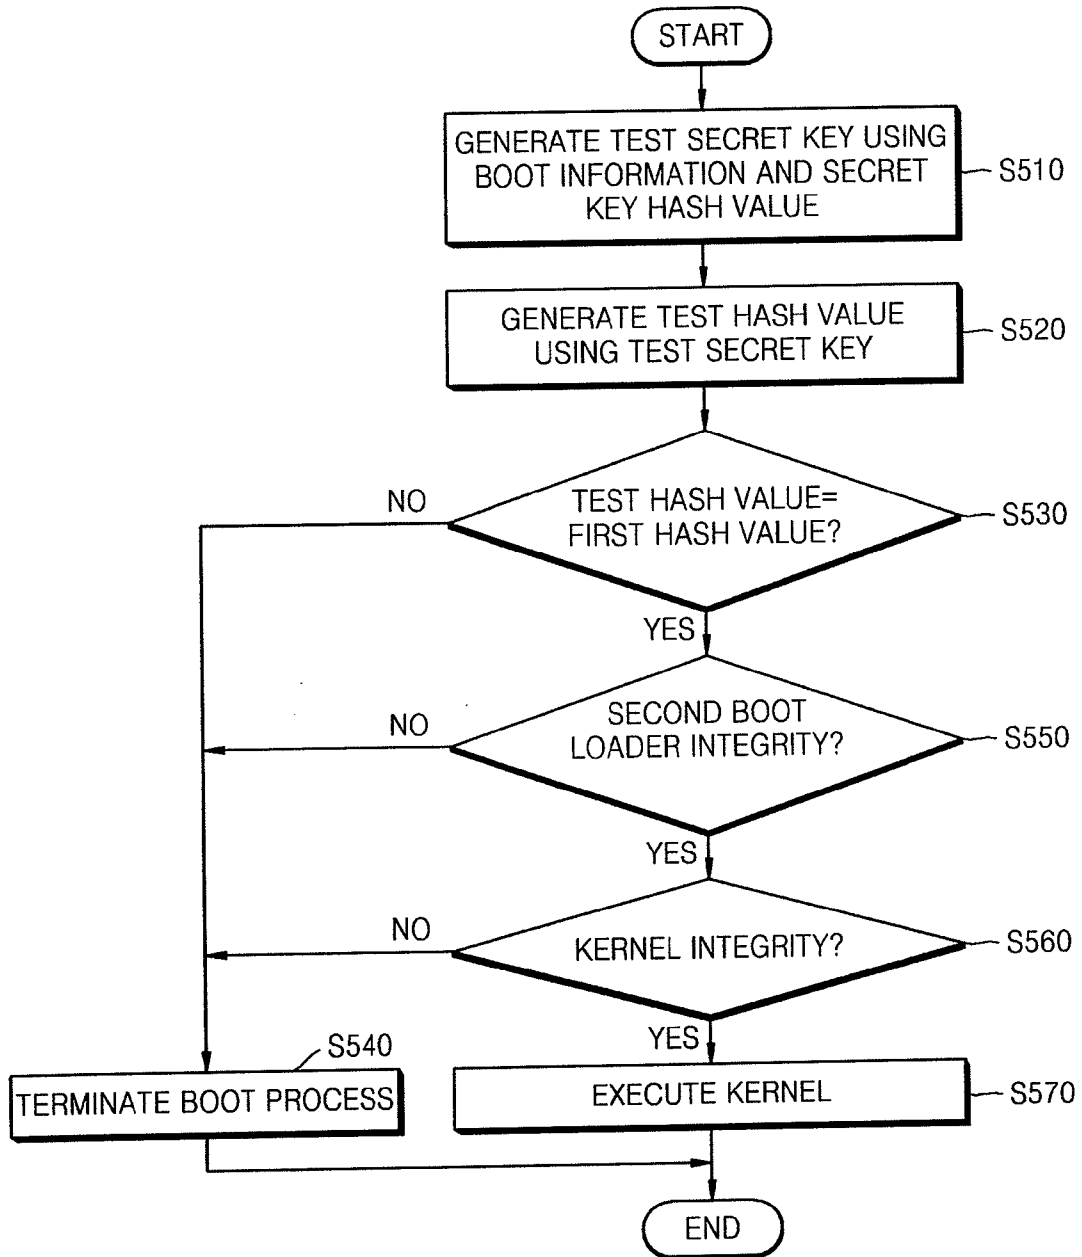 START
GENERATE TEST SECRET KEY USING
BOOT INFORMATION AND SECRET
KEY HASH VALUE
S510
GENERATE TEST HASH VALUE
USING TEST SECRET KEY
S520
NO
TEST HASH VALUE=
FIRST HASH VALUE?
S530
YES
NO
SECOND BOOT
LOADER INTEGRITY?
S550
YES
NO
KERNEL INTEGRITY?
S560
YES
S540
TERMINATE BOOT PROCESS
EXECUTE KERNEL
S570
END